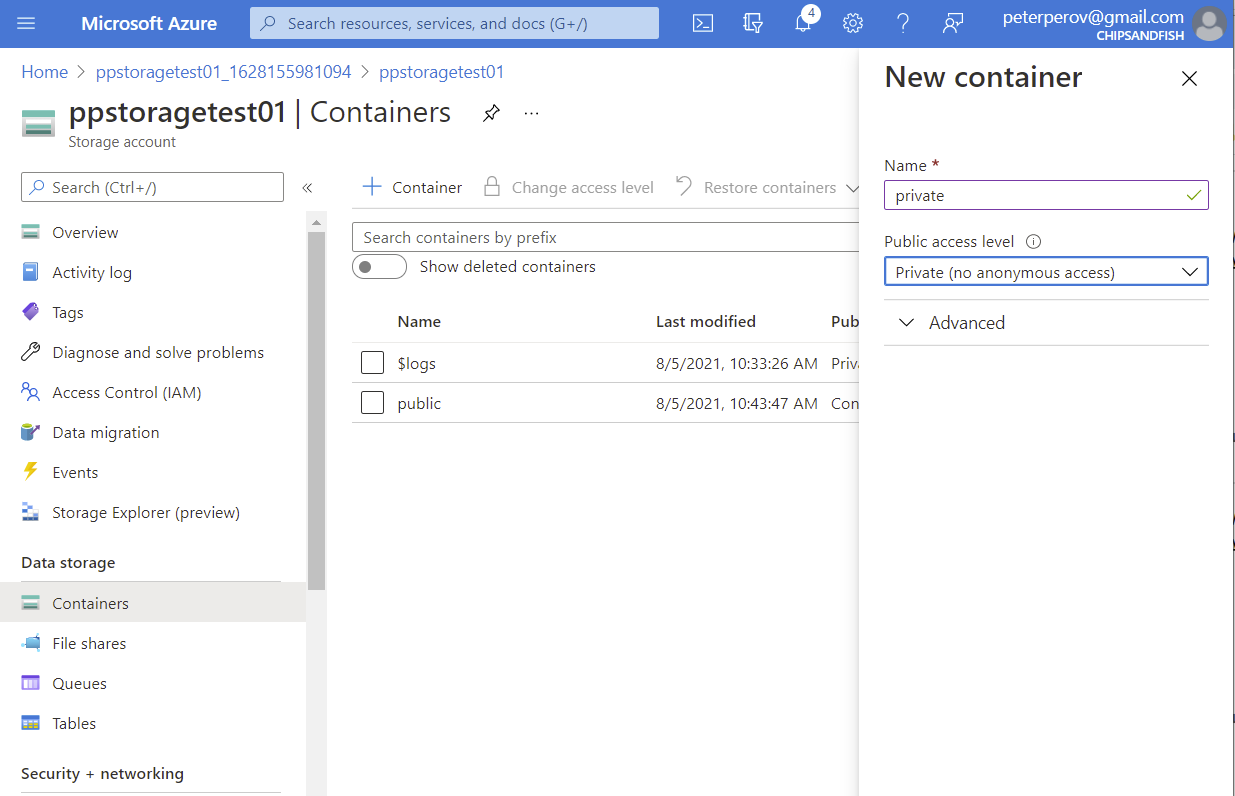 Microsoft Azure
Search resources, services, and docs (G+/)
4
peterperov@gmail.com
CHIPSANDFISH
Home > ppstoragetest01_1628155981094 > ppstoragetest01
ppstoragetest01 | Containers
...
Storage account
Search (Ctrl+/)
«
Overview
Activity log
Tags
Diagnose and solve problems
Access Control (IAM)
Data migration
Events
Storage Explorer (preview)
Data storage
Containers
File shares
Queues
Tables
Security + networking
+ Container
Change access level
Restore containers
Search containers by prefix
Show deleted containers
Name Last modified Pub
$logs 8/5/2021, 10:33:26 AM Priv
public 8/5/2021, 10:43:47 AM Con
New container
Name *
private
Public access level
Private (no anonymous access)
Advanced